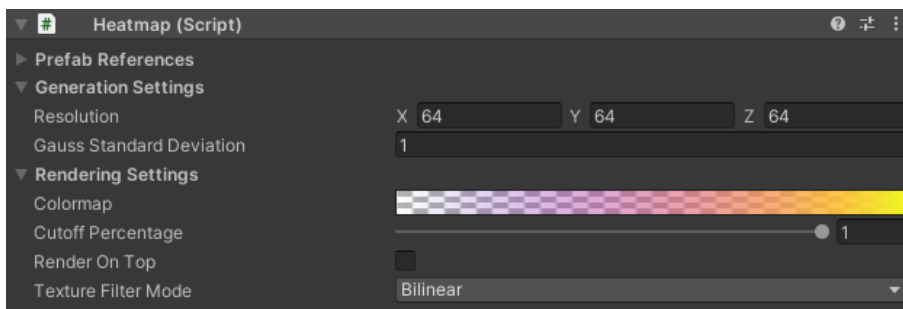 # Heatmap (Script)
Prefab References
Generation Settings
Resolution X 64 Y 64 Z 64
Gauss Standard Deviation 1
Rendering Settings
Colormap
Cutoff Percentage 1
Render On Top
Texture Filter Mode Bilinear